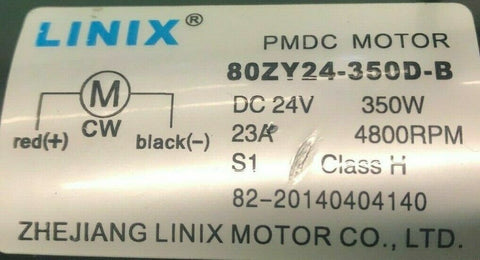 LINIX®
PMDC MOTOR
80ZY24-350D-B
M
CW
red(+) black(-)
DC 24V 350W
23A 4800RPM
S1 Class H
82-20140404140
ZHEJIANG LINIX MOTOR CO., LTD.